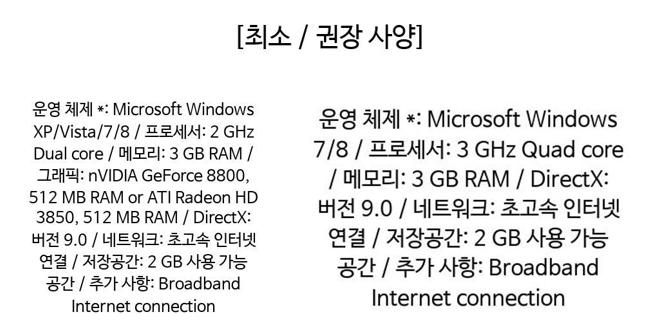 [최소 / 권장 사양]
운영 체제 *: Microsoft Windows
XP/Vista/7/8 / 프로세서: 2 GHz
Dual core / 메모리: 3 GB RAM /
그래픽: nVIDIA GeForce 8800,
512 MB RAM or ATI Radeon HD
3850, 512 MB RAM / DirectX:
버전 9.0 / 네트워크: 초고속 인터넷
연결 / 저장공간: 2 GB 사용 가능
공간 / 추가 사항: Broadband
Internet connection
운영 체제 *: Microsoft Windows
7/8 / 프로세서: 3 GHz Quad core
/ 메모리: 3 GB RAM / DirectX:
버전 9.0 / 네트워크: 초고속 인터넷
연결 / 저장공간: 2 GB 사용 가능
공간 / 추가 사항: Broadband
Internet connection